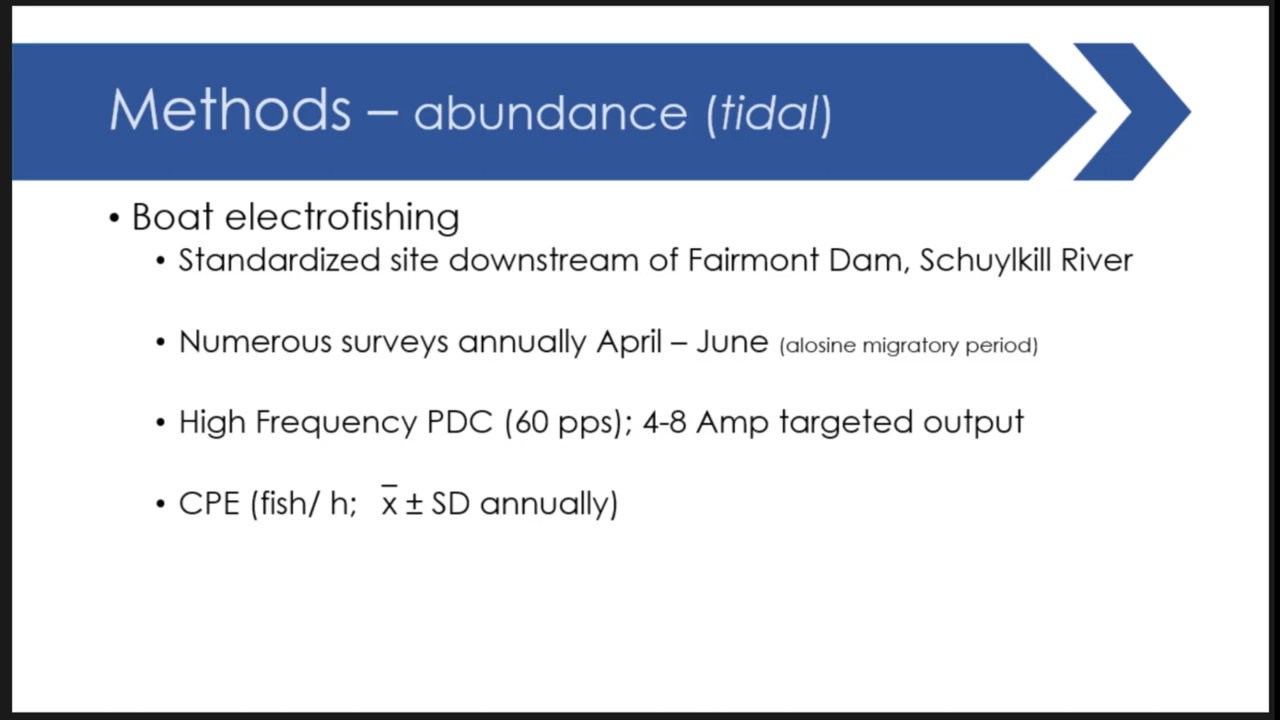 Methods – abundance (tidal)
• Boat electrofishing
• Standardized site downstream of Fairmont Dam, Schuylkill River
• Numerous surveys annually April – June (alosine migratory period)
• High Frequency PDC (60 pps); 4-8 Amp targeted output
• CPE (fish/ h; x̅ ± SD annually)